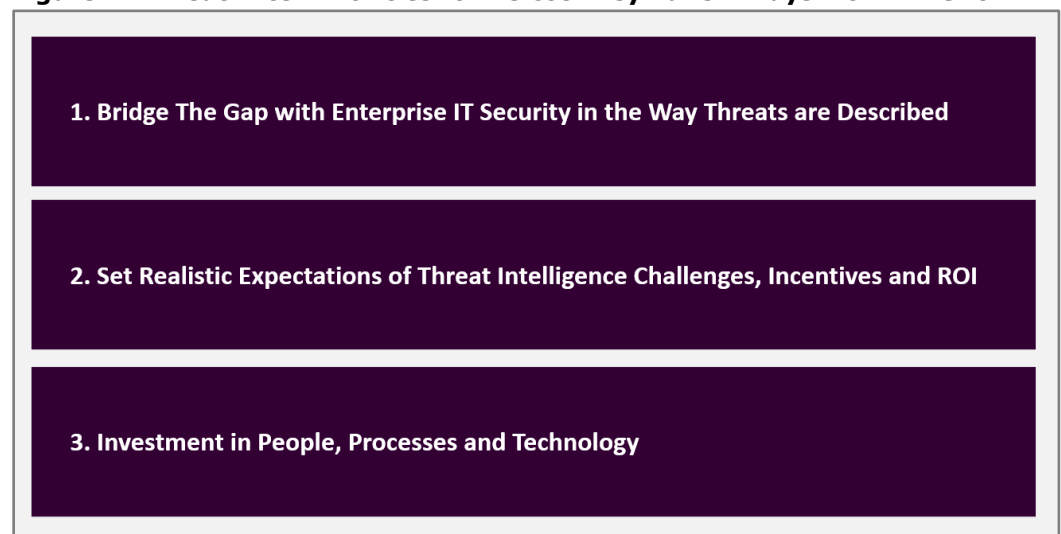 1. Bridge The Gap with Enterprise IT Security in the Way Threats are Described
2. Set Realistic Expectations of Threat Intelligence Challenges, Incentives and ROI
3. Investment in People, Processes and Technology